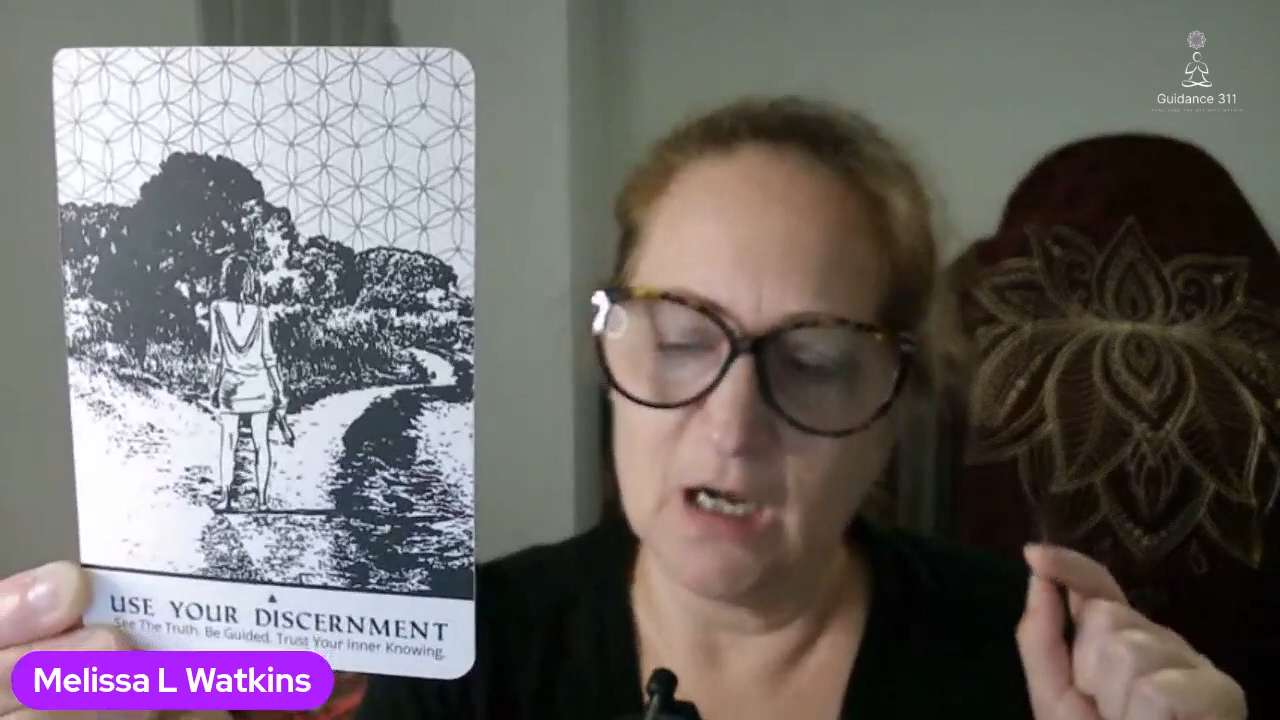 Guidance 311
USE YOUR DISCERNMENT
See The Truth. Be Guided. Trust Your Inner Knowing.
Melissa L Watkins